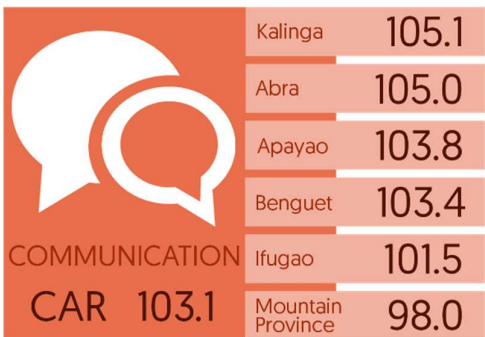 COMMUNICATION
CAR 103.1
Kalinga 105.1
Abra 105.0
Apayao 103.8
Benguet 103.4
Ifugao 101.5
Mountain
Province 98.0